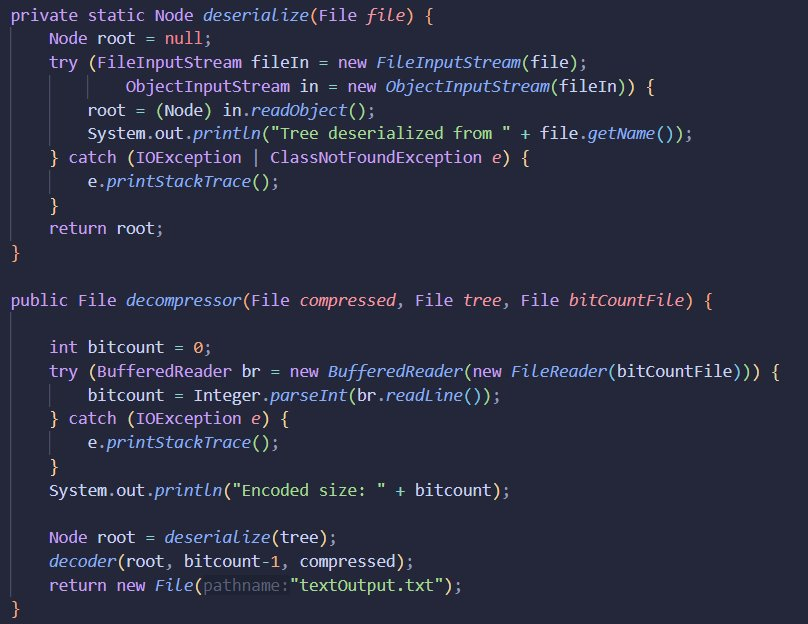 private static Node deserialize(File file) {
    Node root = null;
    try (FileInputStream fileIn = new FileInputStream(file);
            ObjectInputStream in = new ObjectInputStream(fileIn)) {
        root = (Node) in.readObject();
        System.out.println("Tree deserialized from " + file.getName());
    } catch (IOException | ClassNotFoundException e) {
        e.printStackTrace();
    }
    return root;
}
public File decompressor(File compressed, File tree, File bitCountFile) {
    int bitcount = 0;
    try (BufferedReader br = new BufferedReader(new FileReader(bitCountFile))) {
        bitcount = Integer.parseInt(br.readLine());
    } catch (IOException e) {
        e.printStackTrace();
    }
    System.out.println("Encoded size: " + bitcount);
    Node root = deserialize(tree);
    decoder(root, bitcount-1, compressed);
    return new File(pathname:"textOutput.txt");
}